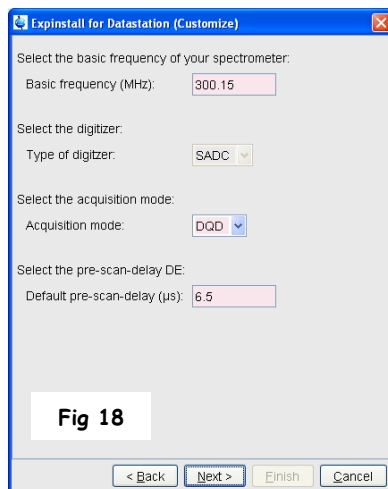 Expinstall for Datastation (Customize)
Select the basic frequency of your spectrometer:
Basic frequency (MHz): 300.15
Select the digitizer:
Type of digitzer: SADC
Select the acquisition mode:
Acquisition mode: DQD
Select the pre-scan-delay DE:
Default pre-scan-delay (µs): 6.5
Fig 18
< Back Next > Finish Cancel